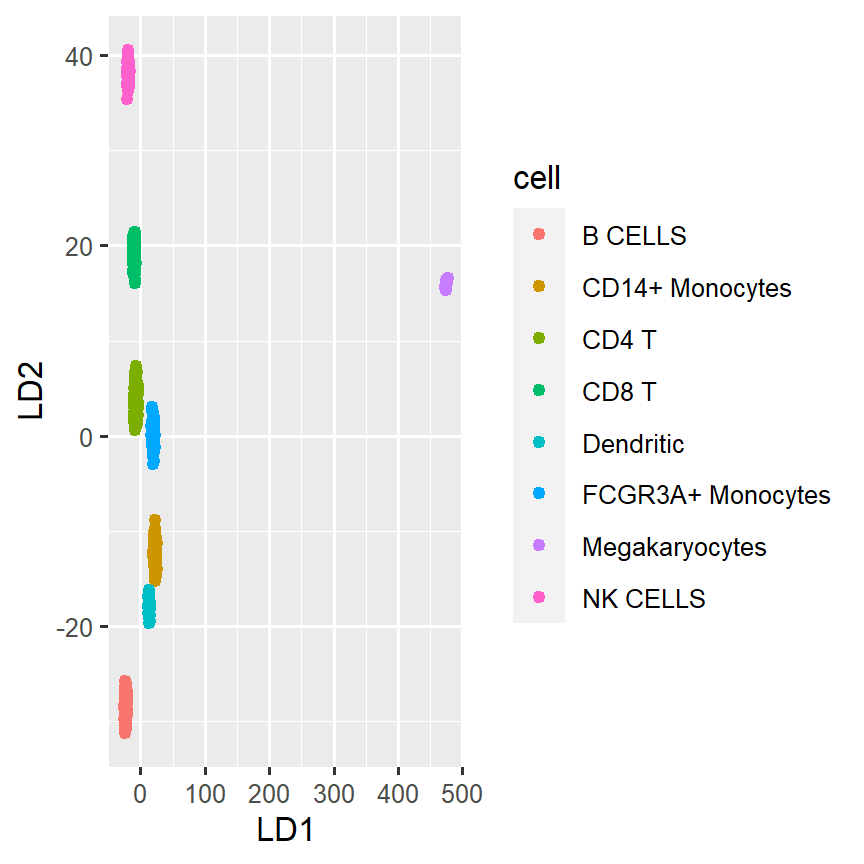 40
20
0
-20
LD2
0 100 200 300 400 500
LD1
cell
B CELLS
CD14+ Monocytes
CD4 T
CD8 T
Dendritic
FCGR3A+ Monocytes
Megakaryocytes
NK CELLS